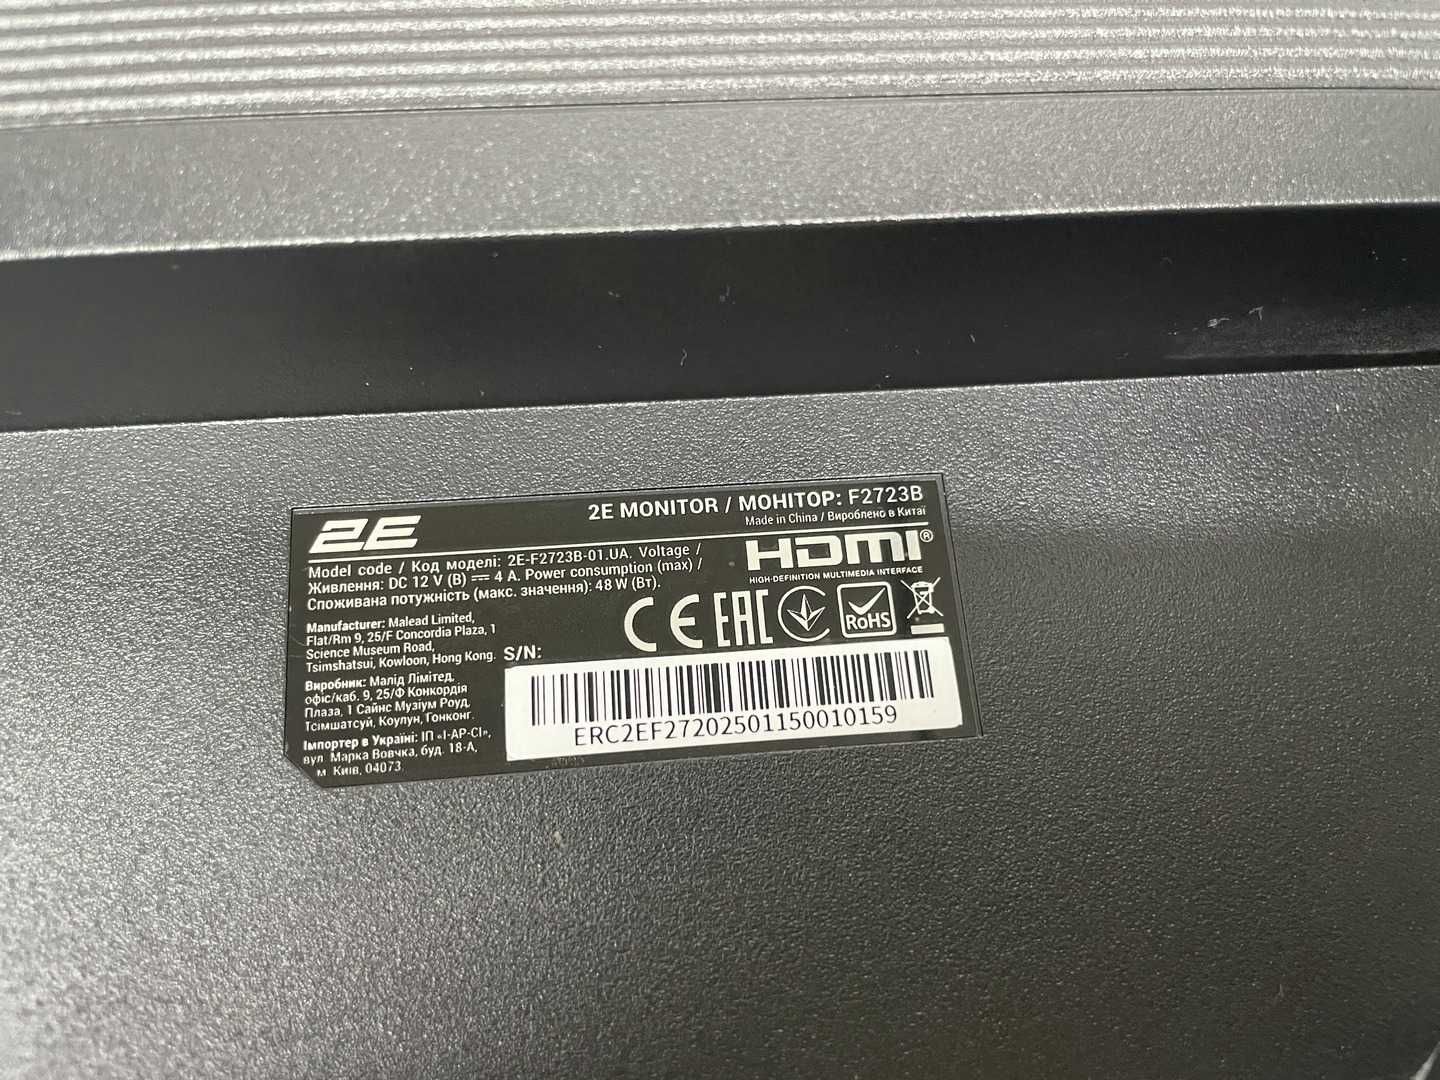 2E
2E MONITOR / МОНІТОР: F2723B
Made in China / Вироблено в Китаї
Model code / Код моделі: 2E-F2723B-01.UA. Voltage /
Живлення: DC 12 V (В) ⎓ 4 A. Power consumption (max) /
Споживана потужність (макс. значення): 48 W (Вт).
HDMI®
HIGH-DEFINITION MULTIMEDIA INTERFACE
CE EAC RoHS
Manufacturer: Malead Limited,
Flat/Rm 9, 25/F Concordia Plaza, 1
Science Museum Road,
Tsimshatsui, Kowloon, Hong Kong.
Виробник: Малід Лімітед,
офіс/каб. 9, 25/Ф Конкордія
Плаза, 1 Сайнс Музіум Роуд,
Тсімшатсуй, Коулун, Гонконг.
Імпортер в Україні: ІП «І-АР-СІ»,
вул. Марка Вовчка, буд. 18-А,
м. Київ, 04073.
S/N:
ERC2EF27202501150010159